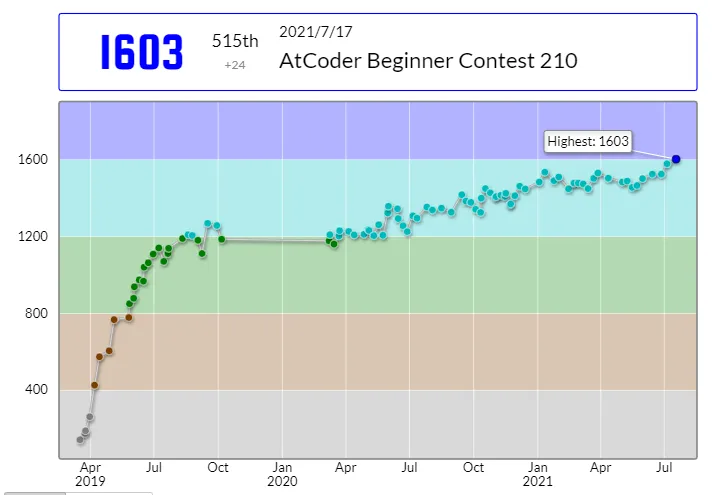 1603
515th
+24
2021/7/17
AtCoder Beginner Contest 210
Highest: 1603
1600
1200
800
400
Apr Jul Oct Jan Apr Jul Oct Jan Apr Jul
2019 2020 2021